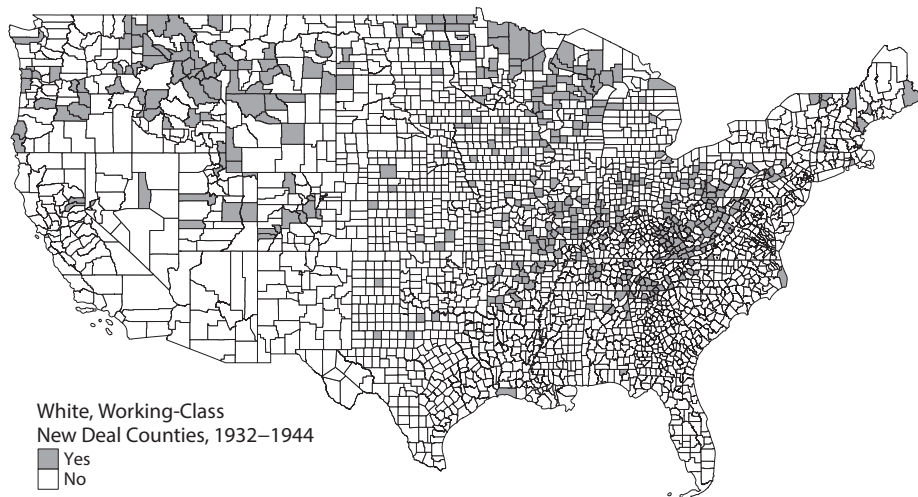 White, Working-Class
New Deal Counties, 1932–1944
Yes
No